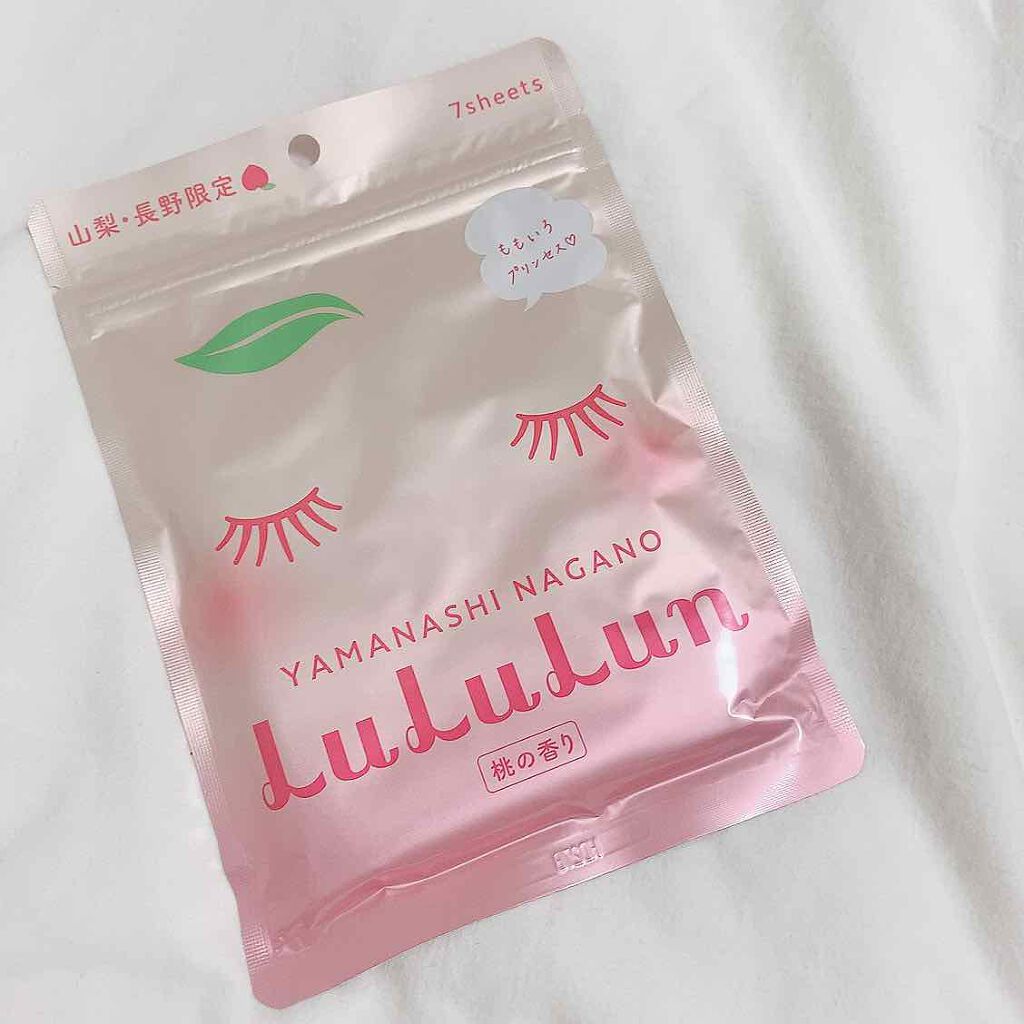 7sheets
山梨・長野限定
ももいろ
プリンセス♡
YAMANASHI NAGANO
LuLuLun
桃の香り